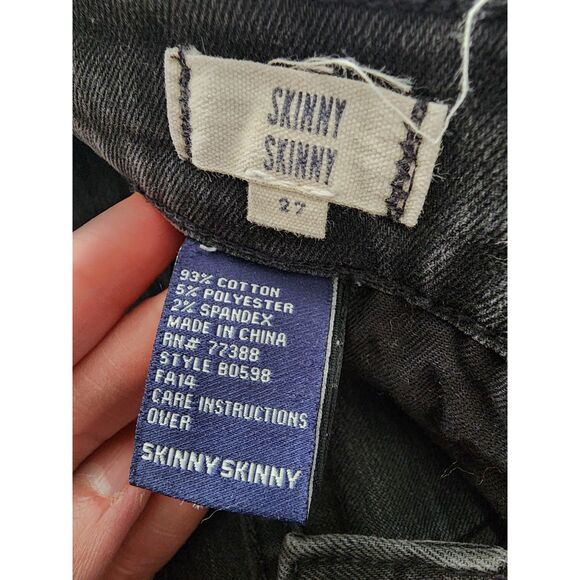 SKINNY
SKINNY
27
93% COTTON
5% POLYESTER
2% SPANDEX
MADE IN CHINA
RN# 77388
STYLE B0598
FA14
CARE INSTRUCTIONS
OVER
SKINNY SKINNY